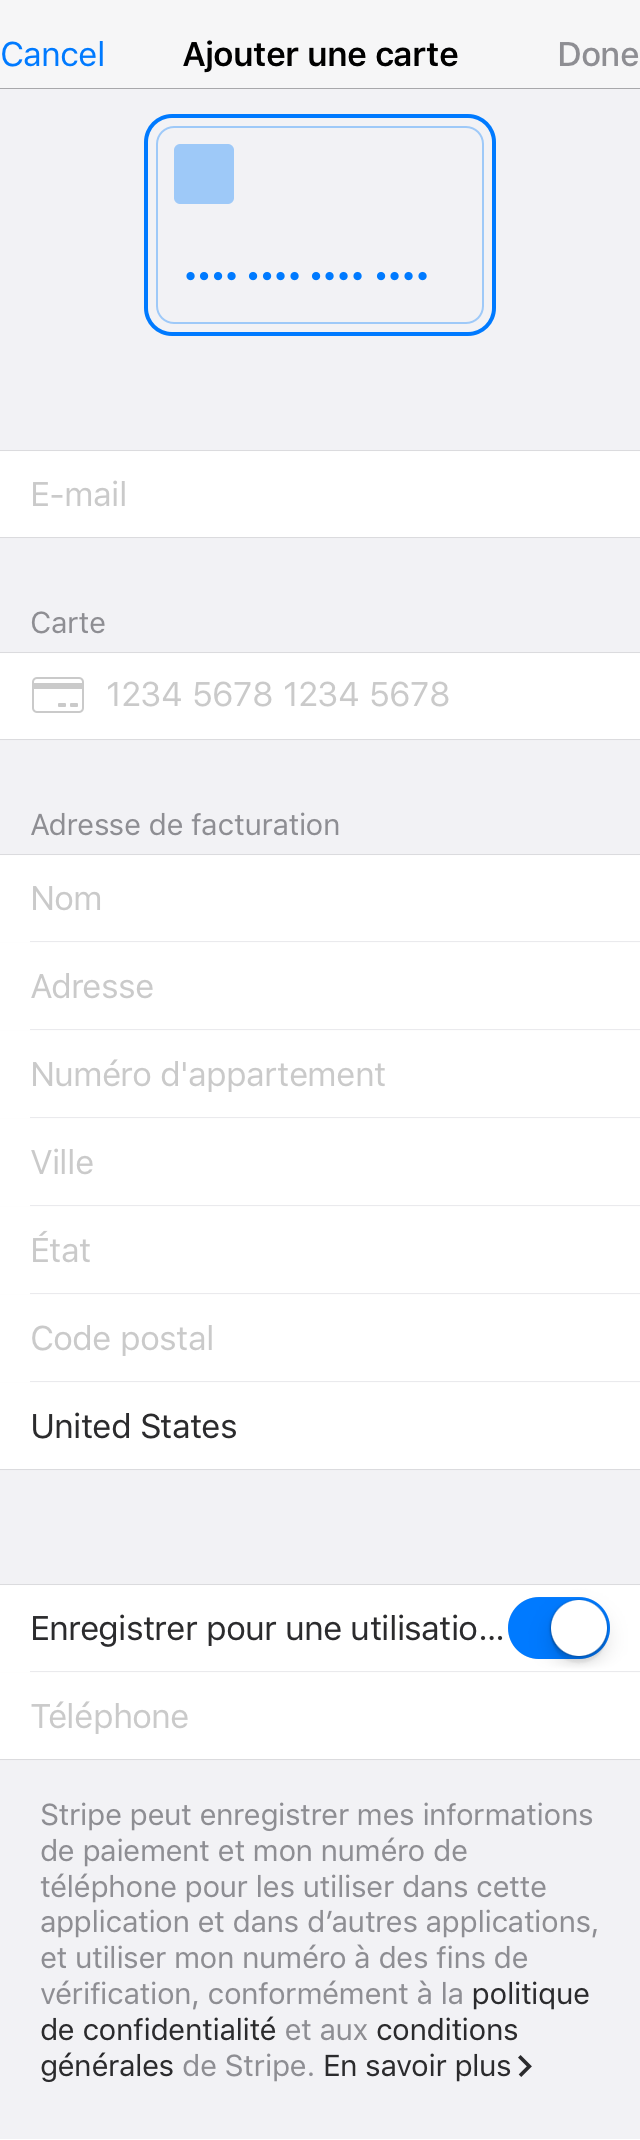 Cancel Ajouter une carte Done
•••• •••• •••• ••••
E-mail
Carte
1234 5678 1234 5678
Adresse de facturation
Nom
Adresse
Numéro d'appartement
Ville
État
Code postal
United States
Enregistrer pour une utilisatio...
Téléphone
Stripe peut enregistrer mes informations
de paiement et mon numéro de
téléphone pour les utiliser dans cette
application et dans d’autres applications,
et utiliser mon numéro à des fins de
vérification, conformément à la politique
de confidentialité et aux conditions
générales de Stripe. En savoir plus